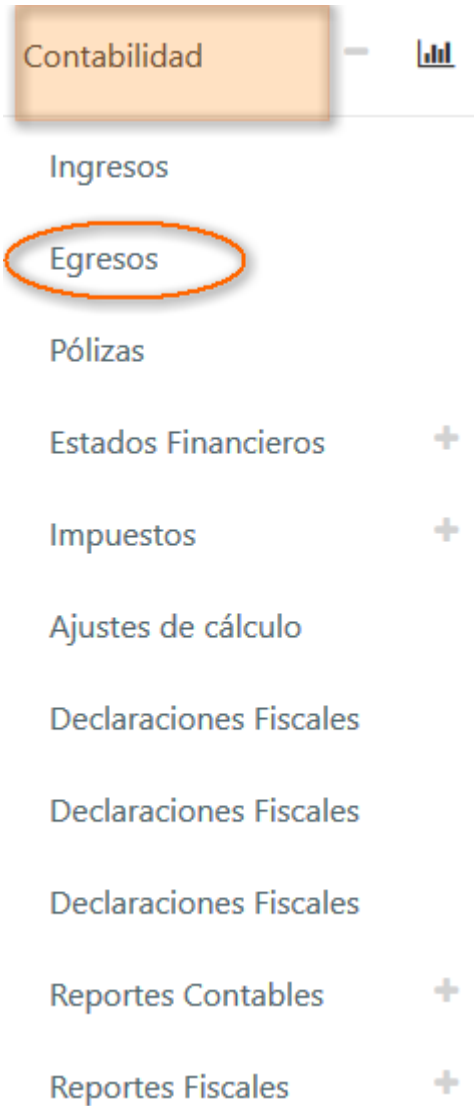 Contabilidad
Ingresos
Egresos
Pólizas
Estados Financieros
Impuestos
Ajustes de cálculo
Declaraciones Fiscales
Declaraciones Fiscales
Declaraciones Fiscales
Reportes Contables
Reportes Fiscales